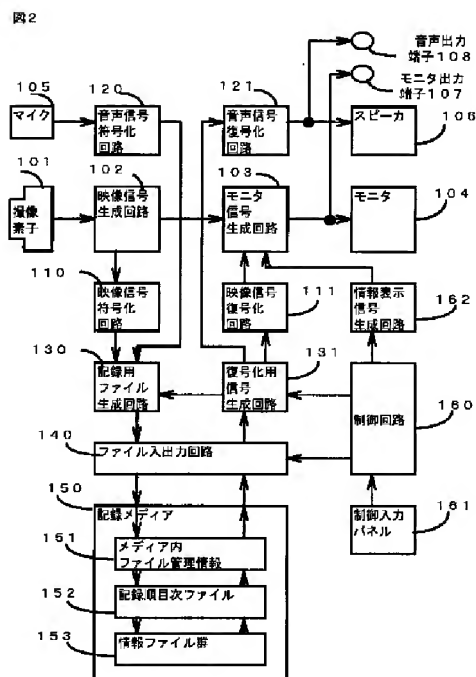 図2
音声出力
端子108
モニタ出力
端子107
105
マイク
120
音声信号
符号化
回路
121
音声信号
復号化
回路
スピーカ
106
101
撮像
素子
102
映像信号
生成回路
103
モニタ
信号
生成回路
モニタ
104
110
映像信号
符号化
回路
映像信号
復号化
回路
111
情報表示
信号
生成回路
162
130
記録用
ファイル
生成回路
復号化用
信号
生成回路
131
制御回路
160
140
ファイル入出力回路
150
記録メディア
制御入力
パネル
161
151
メディア内
ファイル管理情報
152
記録順目次ファイル
153
情報ファイル群